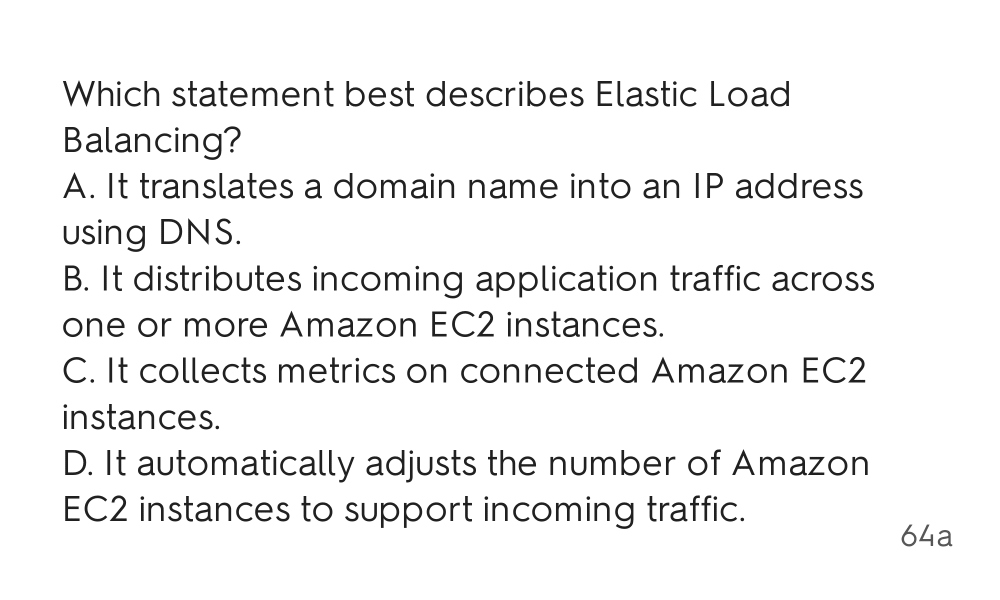 Which statement best describes Elastic Load
Balancing?
A. It translates a domain name into an IP address
using DNS.
B. It distributes incoming application traffic across
one or more Amazon EC2 instances.
C. It collects metrics on connected Amazon EC2
instances.
D. It automatically adjusts the number of Amazon
EC2 instances to support incoming traffic.
64a